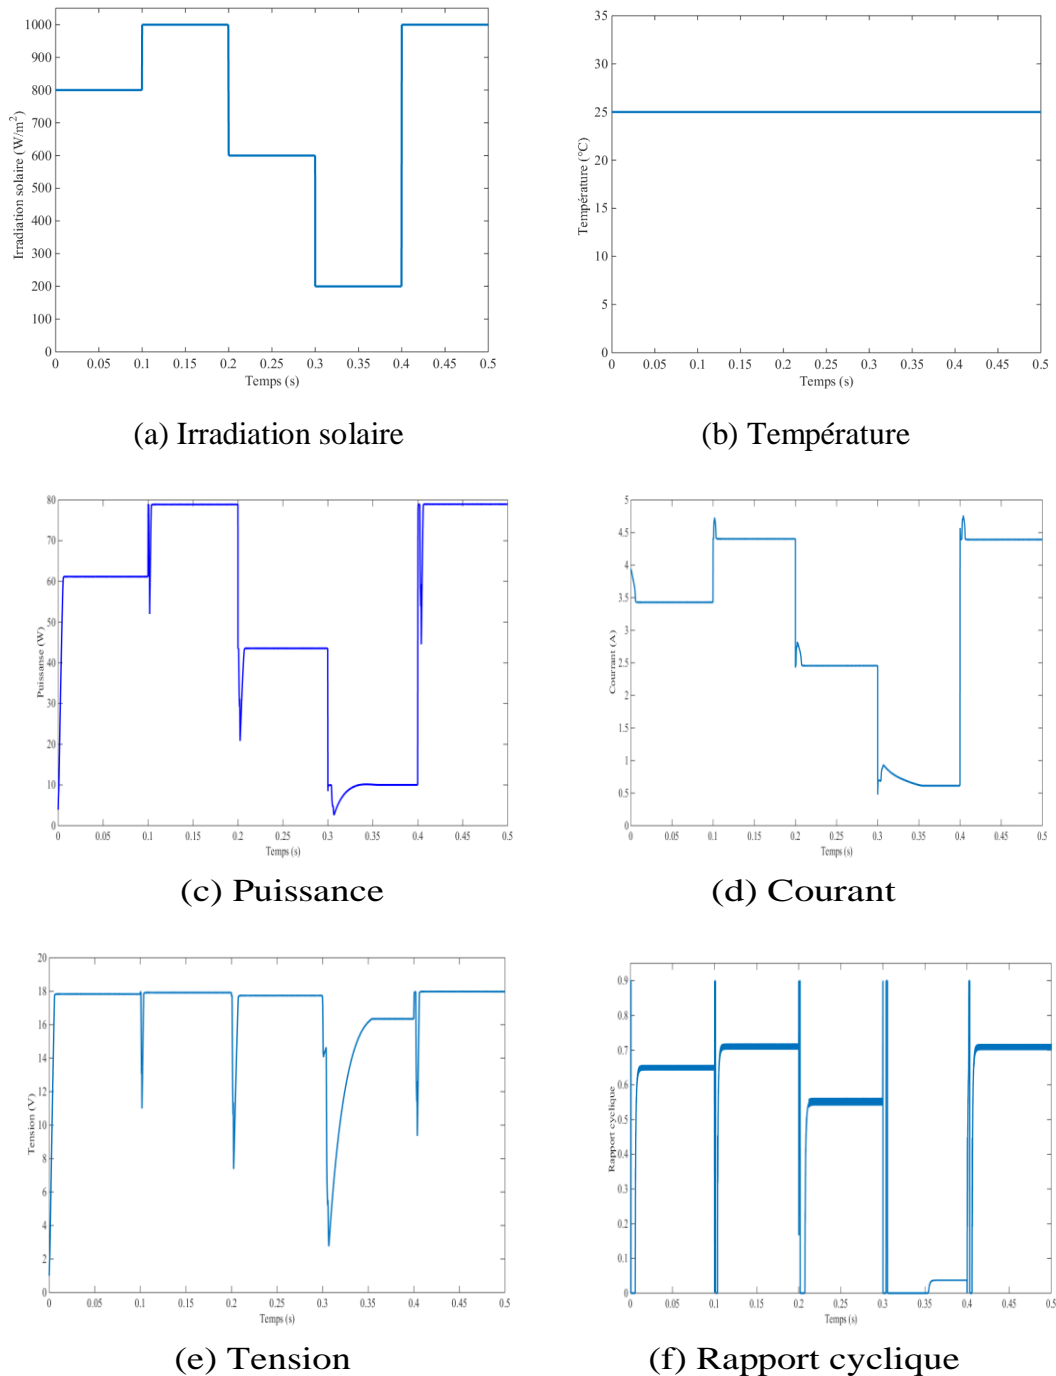 1000
900
800
700
600
500
400
300
200
100
0
Irradiation solaire (W/m²)
0 0.05 0.1 0.15 0.2 0.25 0.3 0.35 0.4 0.45 0.5
Temps (s)
35
30
25
20
15
10
5
0
Température (°C)
0 0.05 0.1 0.15 0.2 0.25 0.3 0.35 0.4 0.45 0.5
Temps (s)
(a) Irradiation solaire
(b) Température
80
70
60
50
40
30
20
10
0
Puissanse (W)
0 0.05 0.1 0.15 0.2 0.25 0.3 0.35 0.4 0.45 0.5
Temps (s)
5
4.5
4
3.5
3
2.5
2
1.5
1
0.5
0
Courrant (A)
0 0.05 0.1 0.15 0.2 0.25 0.3 0.35 0.4 0.45 0.5
Temps (s)
(c) Puissance
(d) Courant
20
18
16
14
12
10
8
6
4
2
0
Tension (V)
0 0.05 0.1 0.15 0.2 0.25 0.3 0.35 0.4 0.45 0.5
Temps (s)
0.9
0.8
0.7
0.6
0.5
0.4
0.3
0.2
0.1
0
Rapport cyclique
0 0.05 0.1 0.15 0.2 0.25 0.3 0.35 0.4 0.45 0.5
Temps (s)
(e) Tension
(f) Rapport cyclique